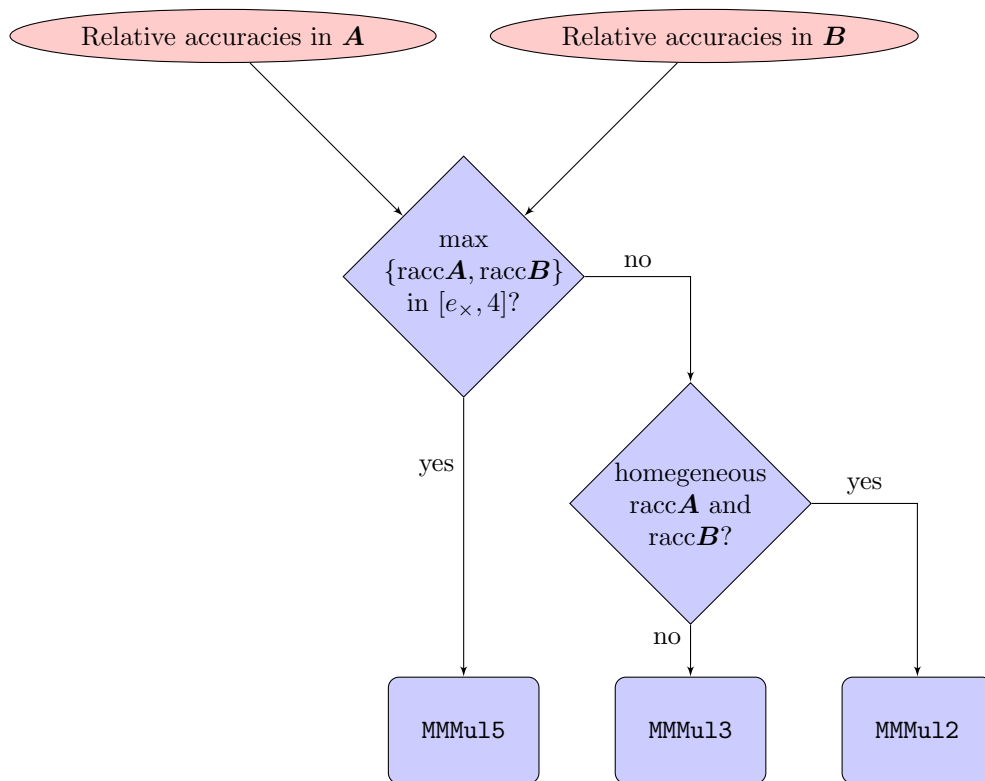 Relative accuracies in A
Relative accuracies in B
max
{raccA, raccB}
in [e×, 4]?
no
yes
homegeneous
raccA and
raccB?
yes
no
MMMul5
MMMul3
MMMul2